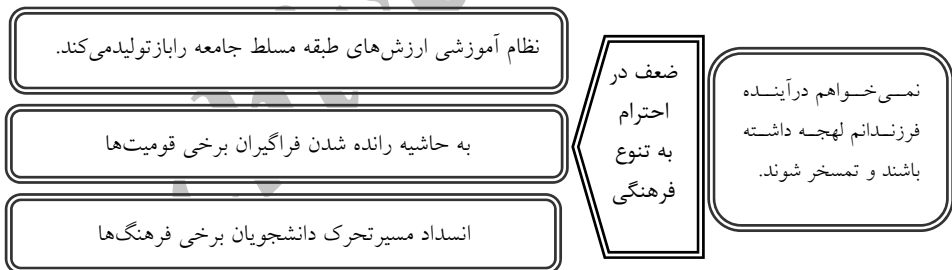 نمی‌خواهم درآینده
فرزندانم لهجه داشته
باشند و تمسخر شوند.
ضعف در
احترام
به تنوع
فرهنگی
نظام آموزشی ارزش‌های طبقه مسلط جامعه رابازتولیدمی‌کند.
به حاشیه رانده شدن فراگیران برخی قومیت‌ها
انسداد مسیرتحرک دانشجویان برخی فرهنگ‌ها